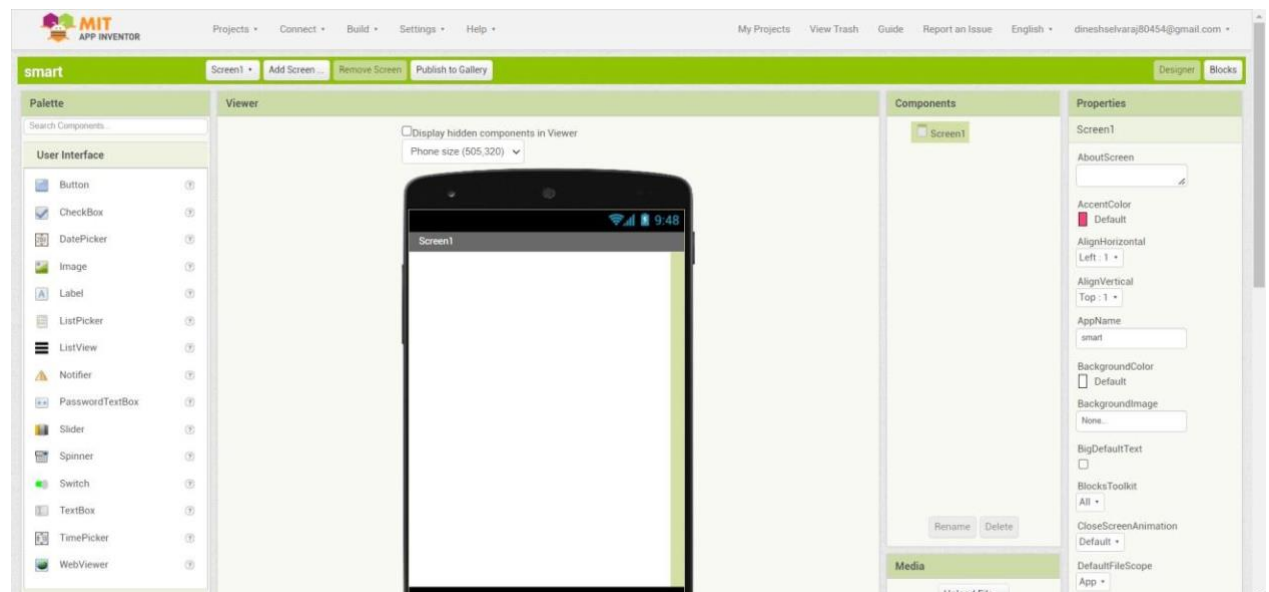 MIT
APP INVENTOR
Projects Connect Build Settings Help
My Projects View Trash Guide Report an Issue English dineshselvaraj80454@gmail.com
smart
Screen1 Add Screen ... Remove Screen Publish to Gallery
Designer Blocks
Palette
Search Components...
User Interface
Button
CheckBox
DatePicker
Image
Label
ListPicker
ListView
Notifier
PasswordTextBox
Slider
Spinner
Switch
TextBox
TimePicker
WebViewer
Viewer
Display hidden components in Viewer
Phone size (505,320)
9:48
Screen1
Components
Screen1
Rename Delete
Media
Properties
Screen1
AboutScreen
AccentColor
Default
AlignHorizontal
Left : 1
AlignVertical
Top : 1
AppName
smart
BackgroundColor
Default
BackgroundImage
None...
BigDefaultText
BlocksToolkit
All
CloseScreenAnimation
Default
DefaultFileScope
App